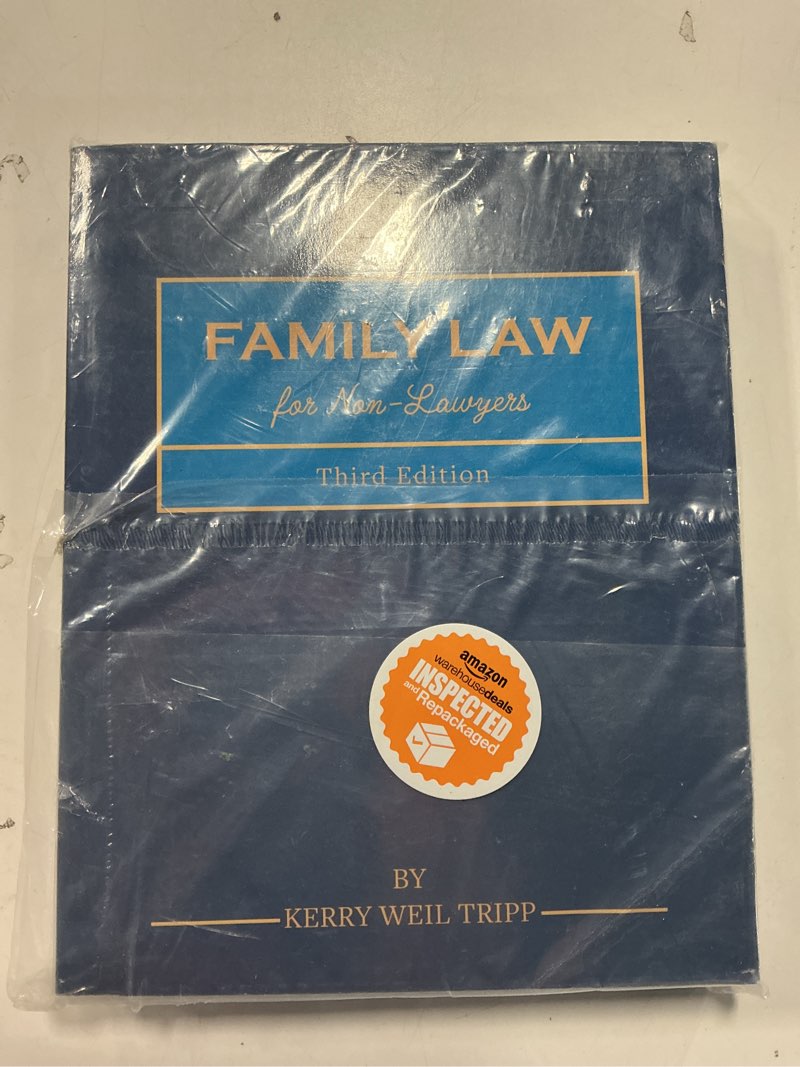 FAMILY LAW
for Non-Lawyers
Third Edition
amazon
warehousedeals
INSPECTED
and Repackaged
BY
KERRY WEIL TRIPP